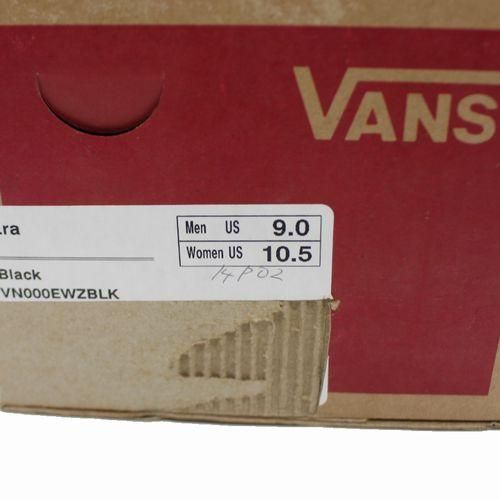 VANS
ra
Men US 9.0
Women US 10.5
14P02
Black
VN000EWZBLK